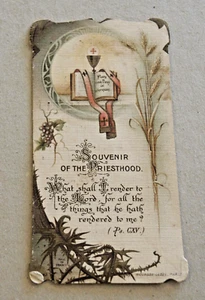 SOUVENIR
OF THE PRIESTHOOD.
What shall I render to
the Lord, for all the
things that he hath
rendered to me?
(Ps. CXV.)